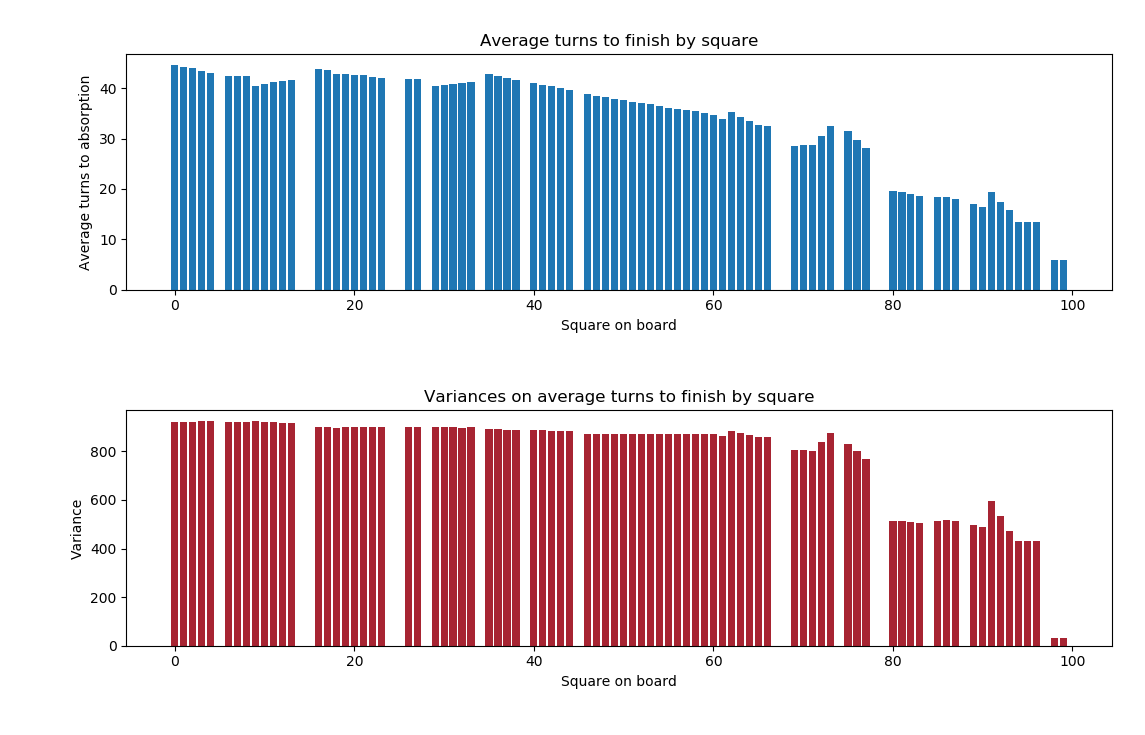 Average turns to finish by square
Average turns to absorption
40
30
20
10
0
0 20 40 60 80 100
Square on board
Variances on average turns to finish by square
Variance
800
600
400
200
0
0 20 40 60 80 100
Square on board